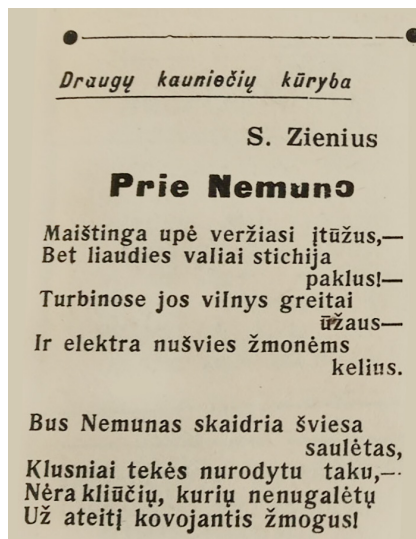 Draugų kauniečių kūryba
S. Zienius
Prie Nemuno
Maištinga upė veržiasi įtūžus,—
Bet liaudies valiai stichija
paklus!—
Turbinose jos vilnys greitai
ūžaus—
Ir elektra nušvies žmonėms
kelius.
Bus Nemunas skaidria šviesa
saulėtas,
Klusniai tekės nurodytu taku,—
Nėra kliūčių, kurių nenugalėtų
Už ateitį kovojantis žmogus!